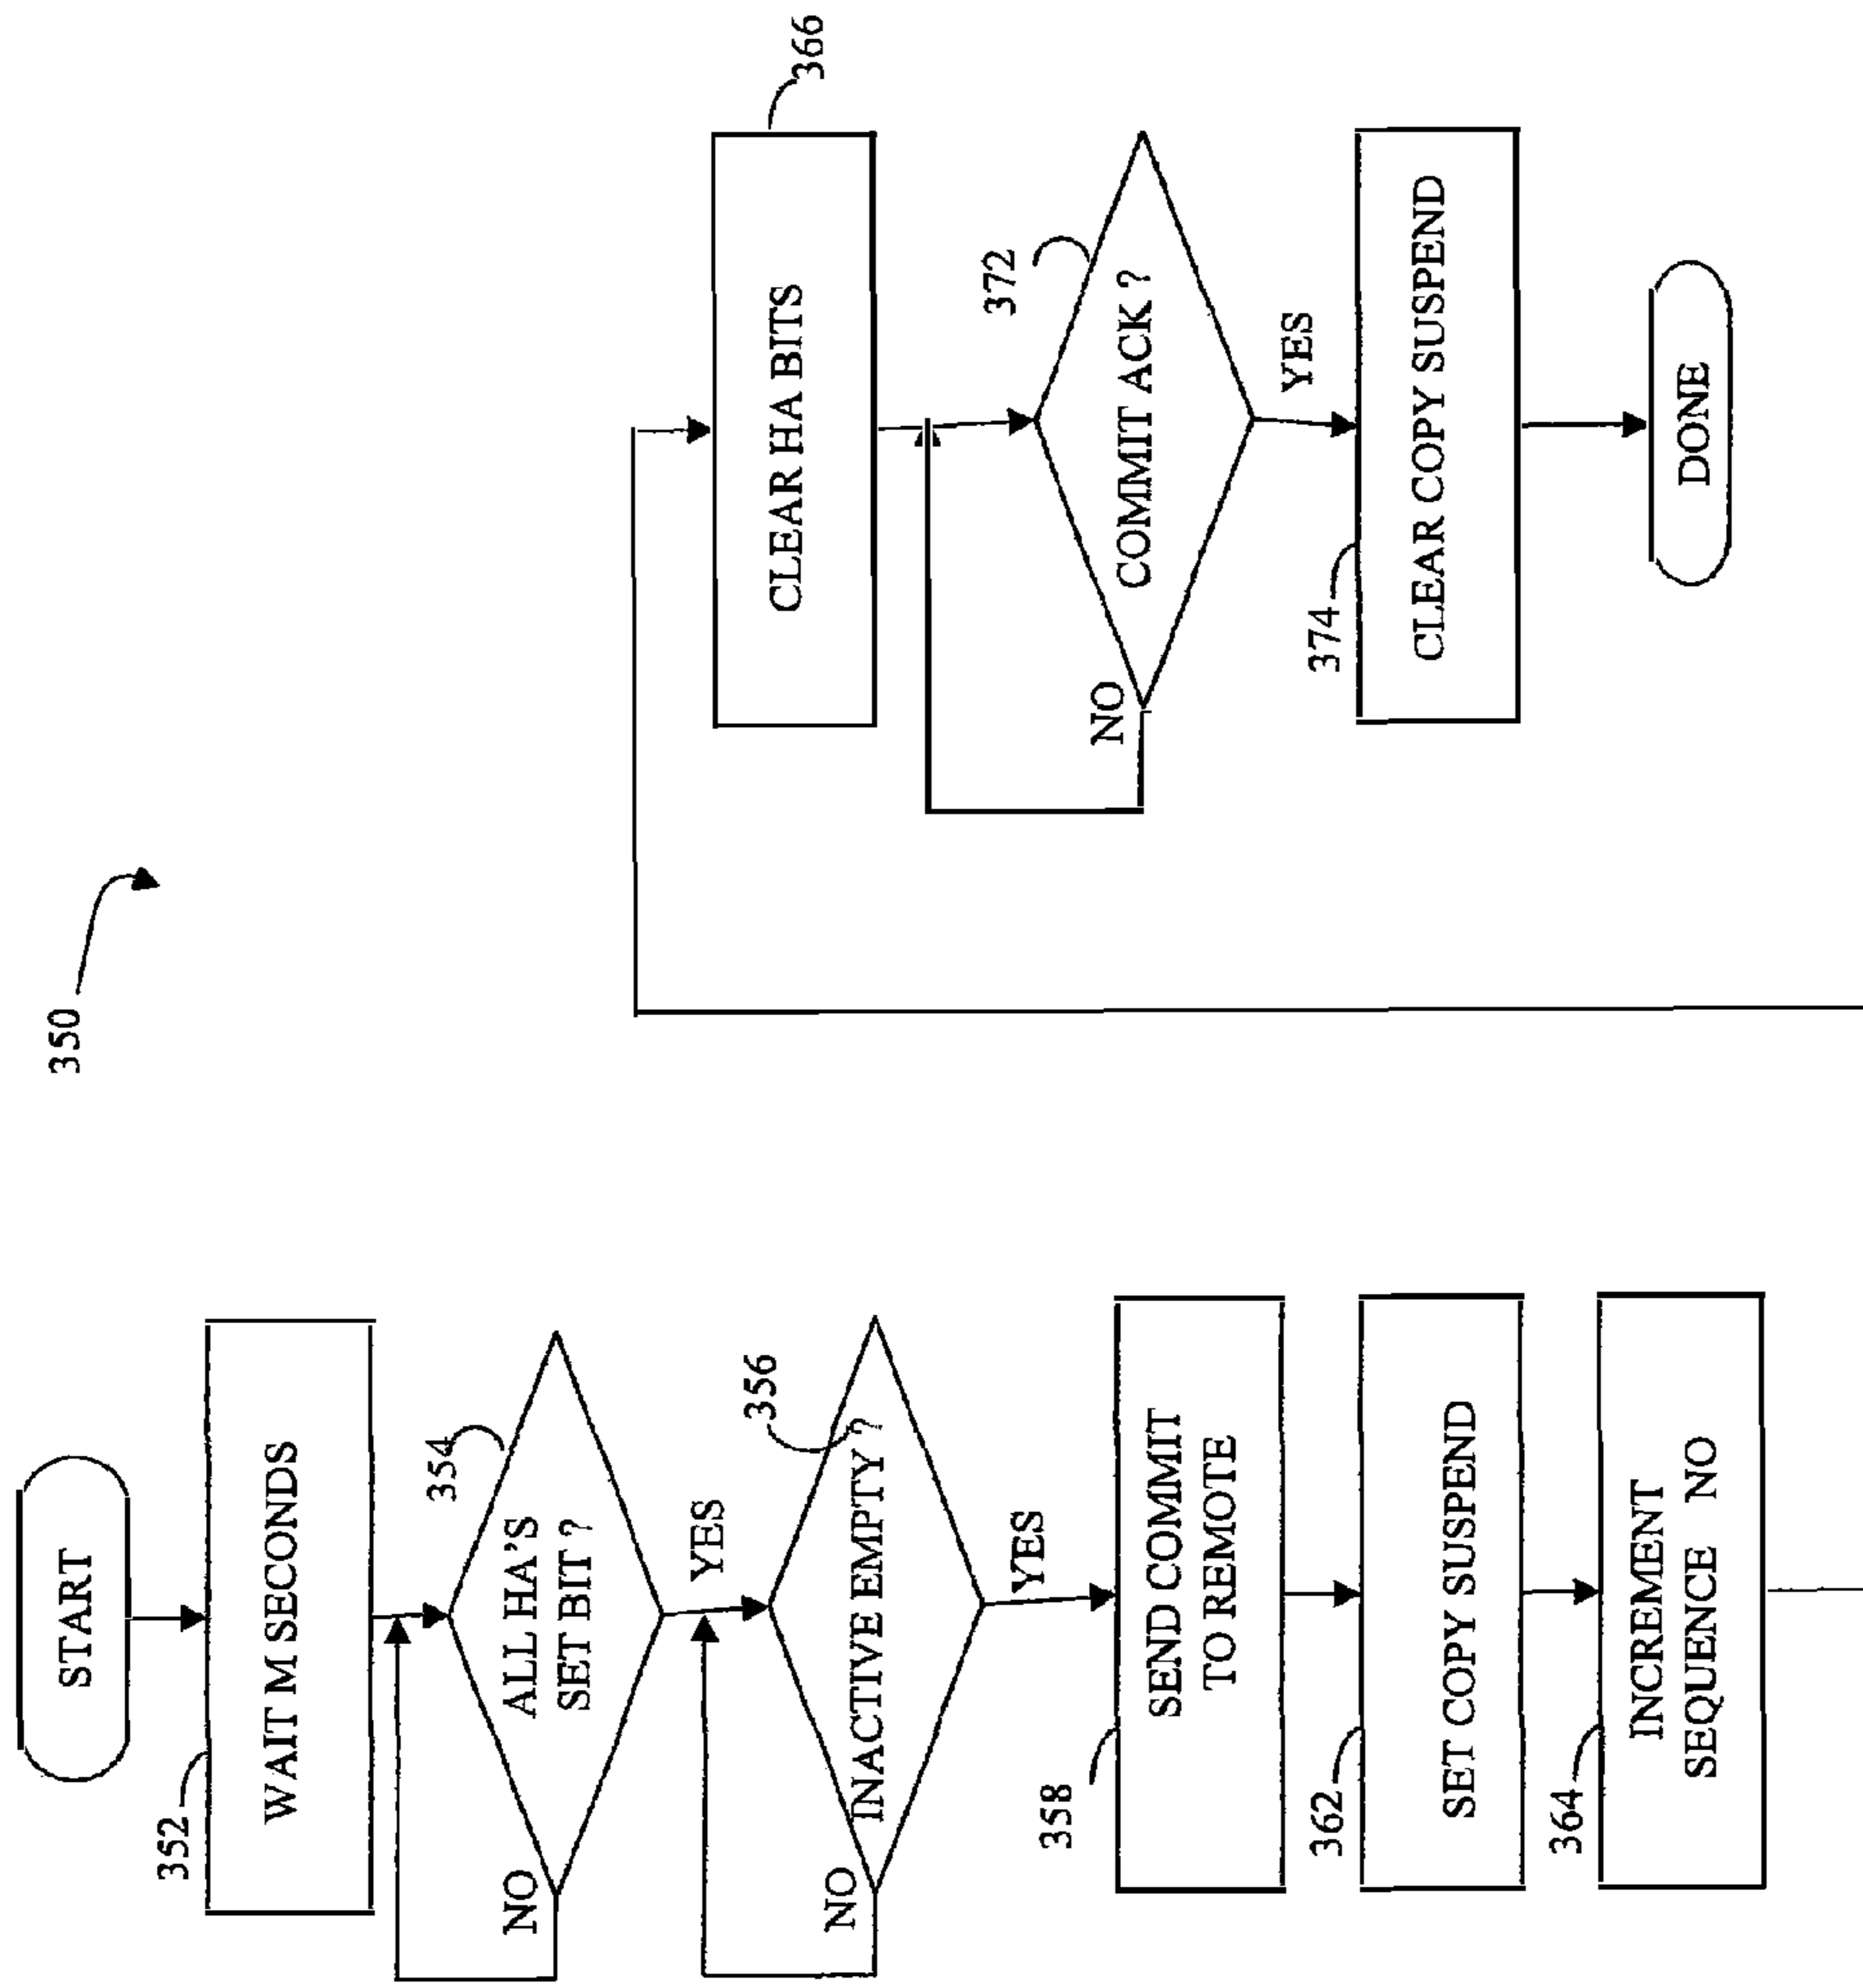 350
START
352
WAIT M SECONDS
354
ALL HA'S
SET BIT ?
NO
YES
356
INACTIVE EMPTY ?
NO
YES
358
SEND COMMIT
TO REMOTE
362
SET COPY SUSPEND
364
INCREMENT
SEQUENCE NO
366
CLEAR HA BITS
372
COMMIT ACK ?
NO
YES
374
CLEAR COPY SUSPEND
DONE